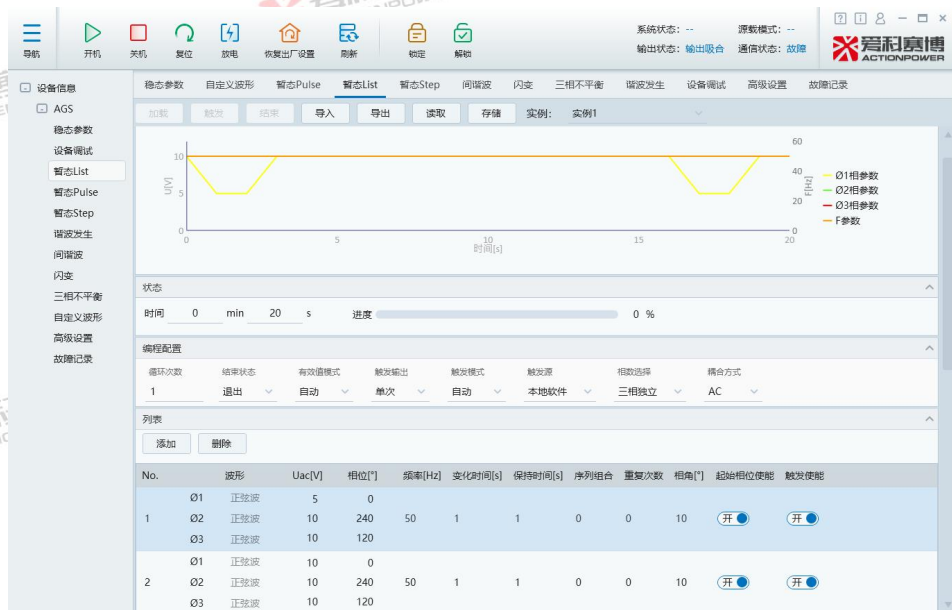 导航
开机
关机
复位
放电
恢复出厂设置
刷新
锁定
解锁
系统状态： --
源载模式： --
输出状态：输出吸合
通信状态：故障
爱科赛博
ACTIONPOWER
设备信息
AGS
稳态参数
设备调试
暂态List
暂态Pulse
暂态Step
谐波发生
间谐波
闪变
三相不平衡
自定义波形
高级设置
故障记录
稳态参数 自定义波形 暂态Pulse 暂态List 暂态Step 间谐波 闪变 三相不平衡 谐波发生 设备调试 高级设置 故障记录
加载 触发 结束 导入 导出 读取 存储 实例： 实例1
10
5
0
U[V]
0 5 10 15 20
时间[s]
60
40
20
0
F[Hz]
Ø1相参数
Ø2相参数
Ø3相参数
F参数
状态
时间 0 min 20 s 进度 0 %
编程配置
循环次数 结束状态 有效值模式 触发输出 触发模式 触发源 相数选择 耦合方式
1 退出 自动 单次 自动 本地软件 三相独立 AC
列表
添加 删除
No. 波形 Uac[V] 相位[°] 频率[Hz] 变化时间[s] 保持时间[s] 序列组合 重复次数 相角[°] 起始相位使能 触发使能
Ø1 正弦波 5 0
1 Ø2 正弦波 10 240 50 1 1 0 0 10 开 开
Ø3 正弦波 10 120
Ø1 正弦波 10 0
2 Ø2 正弦波 10 240 50 1 1 0 0 10 开 开
Ø3 正弦波 10 120